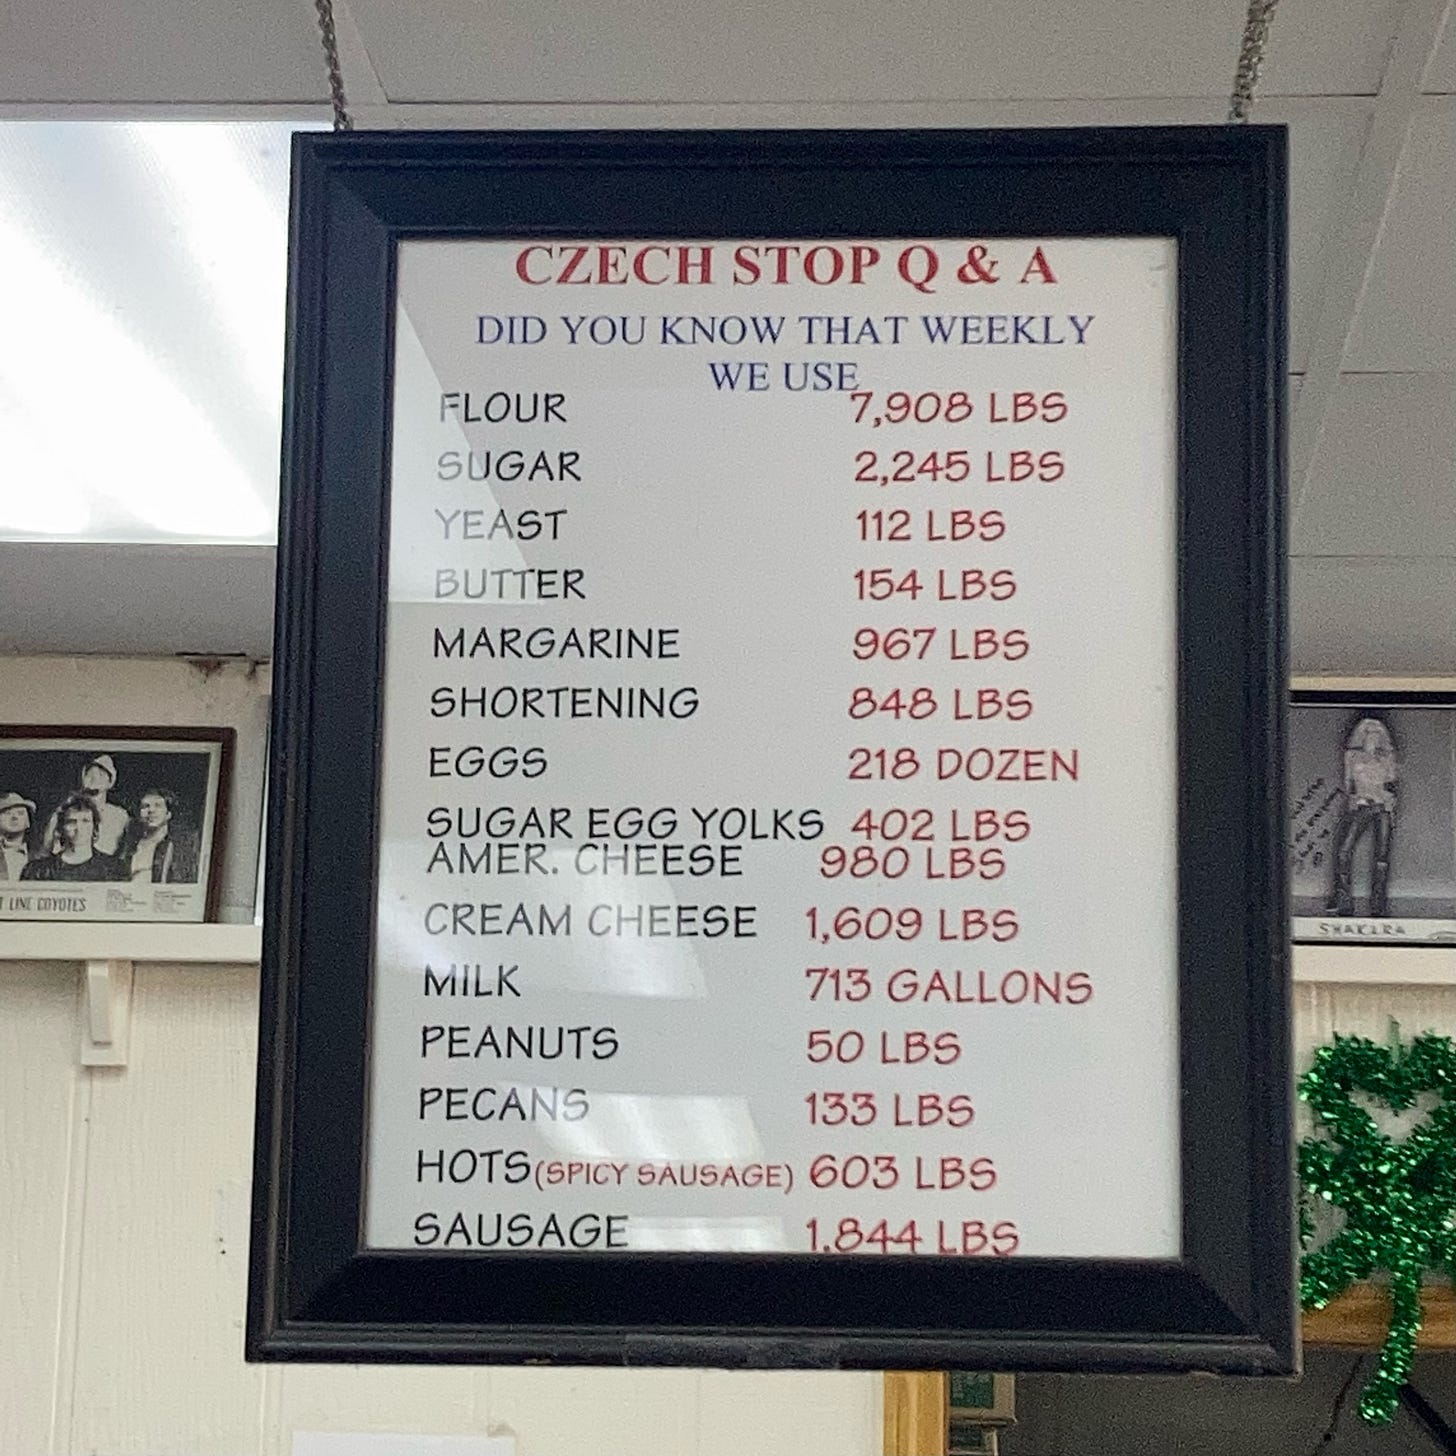 CZECH STOP Q & A
DID YOU KNOW THAT WEEKLY
WE USE
FLOUR 7,908 LBS
SUGAR 2,245 LBS
YEAST 112 LBS
BUTTER 154 LBS
MARGARINE 967 LBS
SHORTENING 848 LBS
EGGS 218 DOZEN
SUGAR EGG YOLKS 402 LBS
AMER. CHEESE 980 LBS
CREAM CHEESE 1,609 LBS
MILK 713 GALLONS
PEANUTS 50 LBS
PECANS 133 LBS
HOTS (SPICY SAUSAGE) 603 LBS
SAUSAGE 1,844 LBS
LINE COYOTES
SHAKIRA